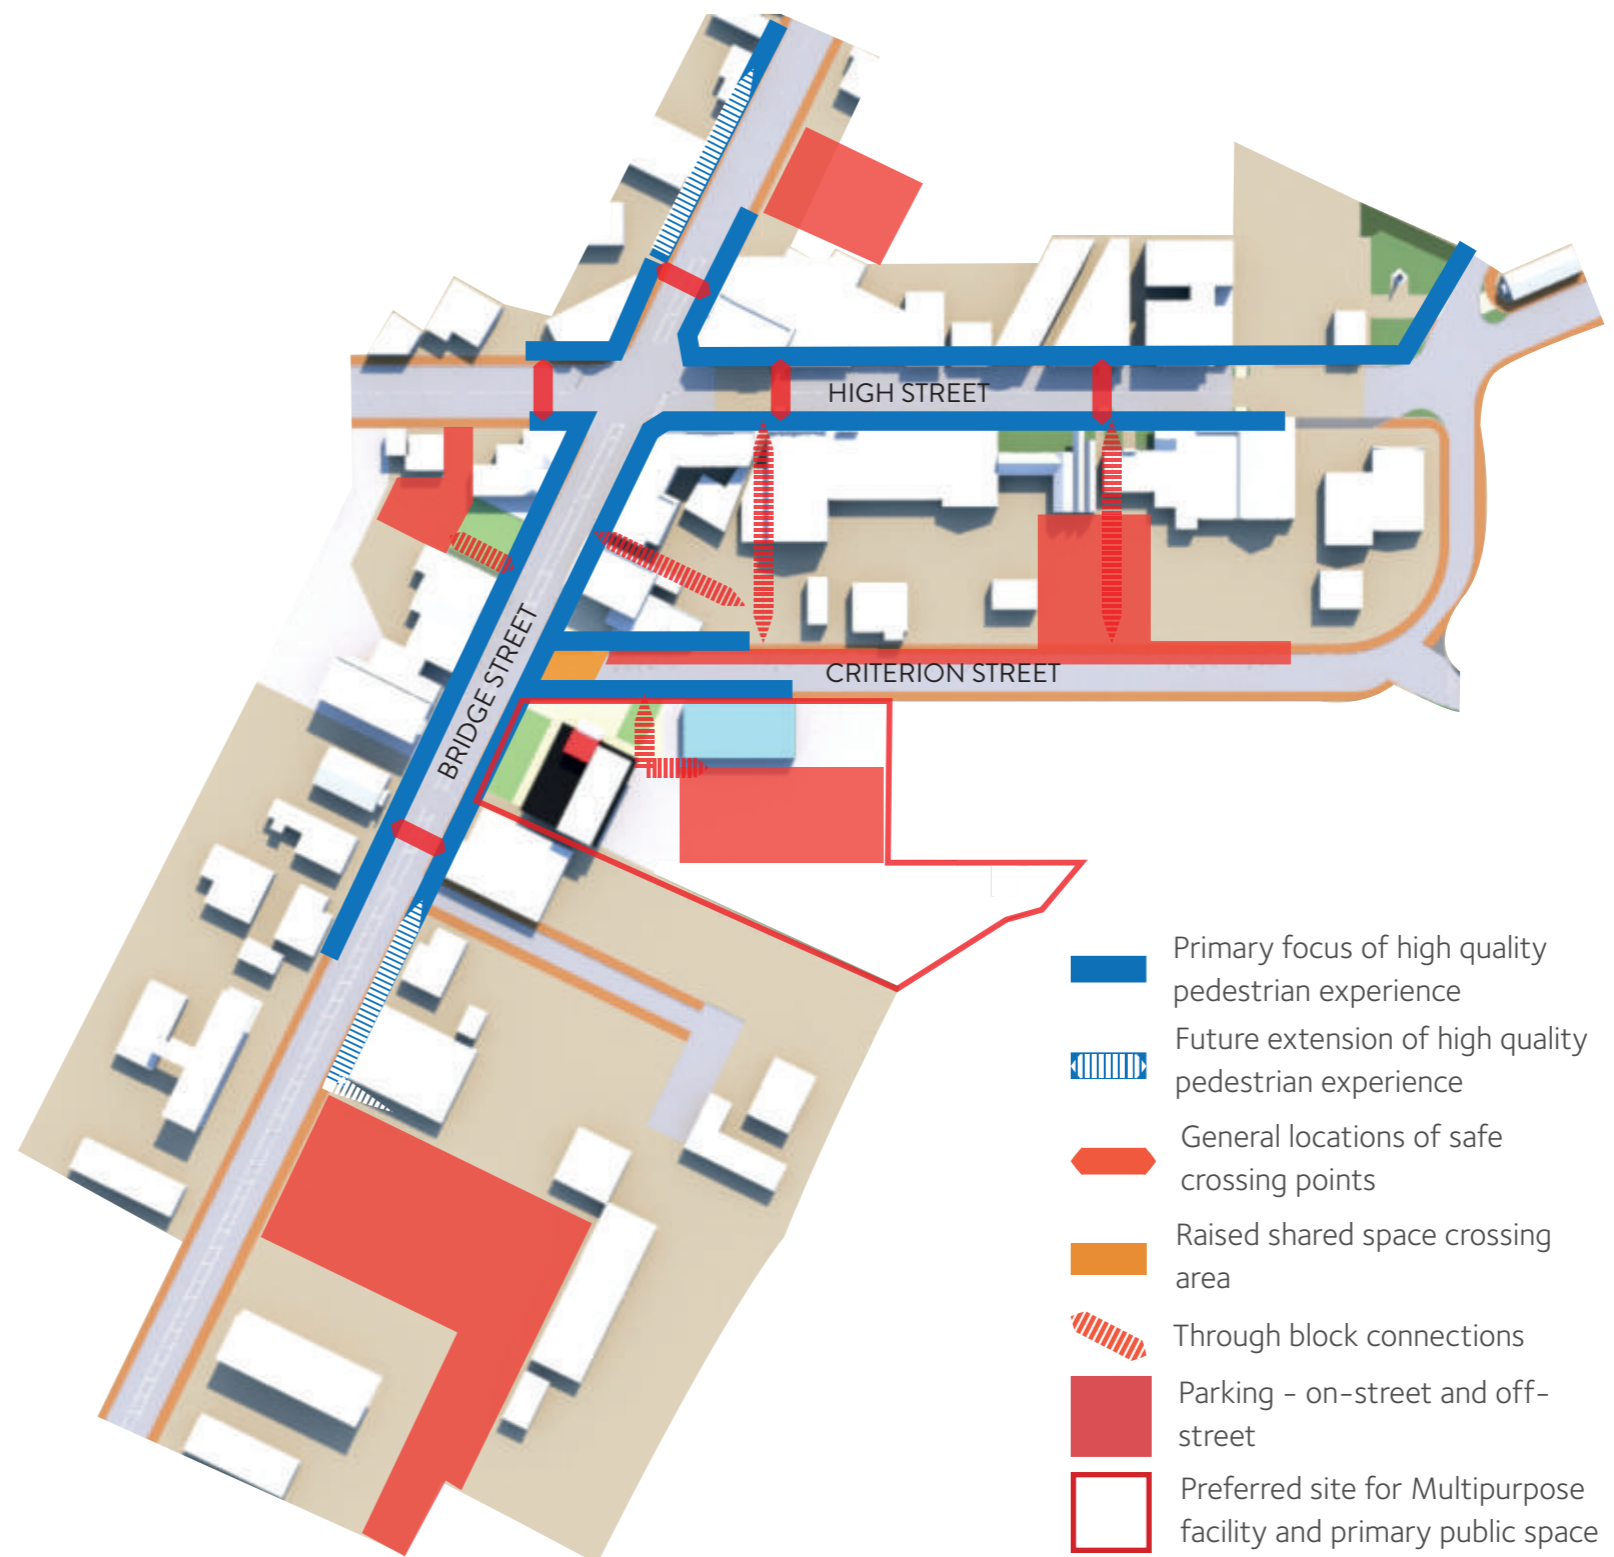 HIGH STREET
BRIDGE STREET
CRITERION STREET
Primary focus of high quality
pedestrian experience
Future extension of high quality
pedestrian experience
General locations of safe
crossing points
Raised shared space crossing
area
Through block connections
Parking - on-street and off-
street
Preferred site for Multipurpose
facility and primary public space